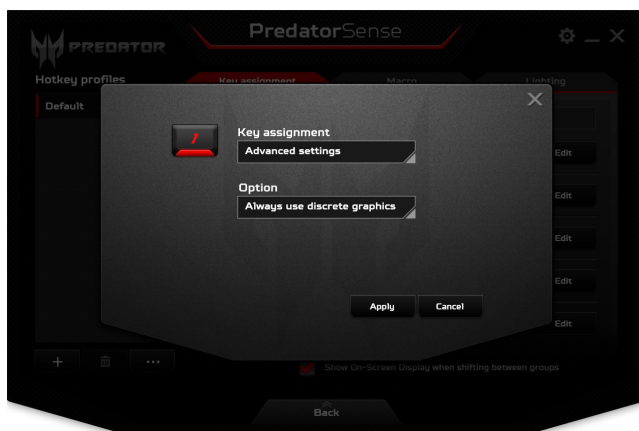 PREDATOR
PredatorSense
Hotkey profiles
Key assignment
Macro
Lighting
Default
1
Key assignment
Advanced settings
Edit
Option
Edit
Always use discrete graphics
Edit
Edit
Apply
Cancel
Edit
Show On-Screen Display when shifting between groups
Back